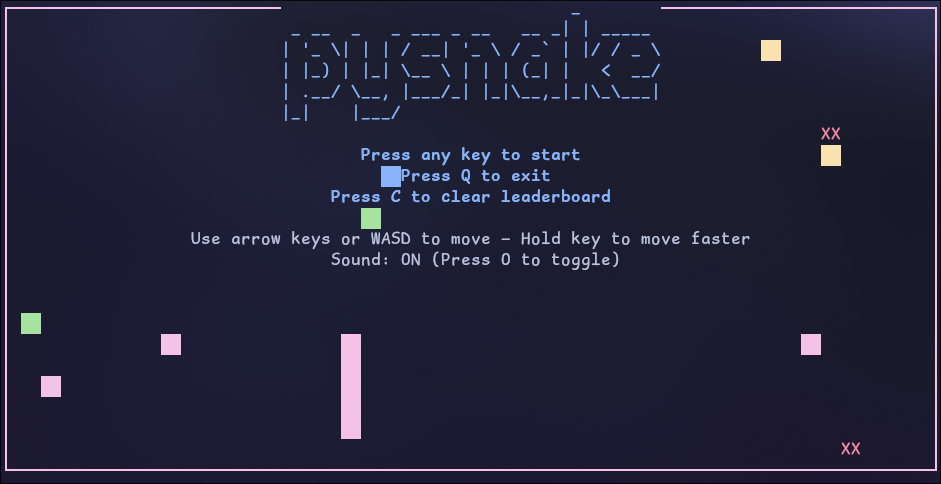 pysnake
XX
Press any key to start
Press Q to exit
Press C to clear leaderboard
Use arrow keys or WASD to move – Hold key to move faster
Sound: ON (Press O to toggle)
XX